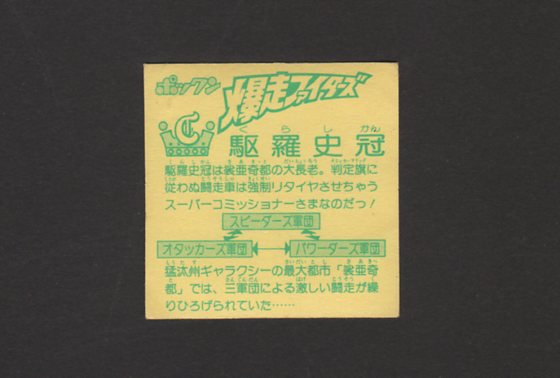 ポックン 爆走ファイターズ
駆羅史冠
駆羅史冠は裳亜奇都の大長老。判定旗に
従わぬ闘走車は強制リタイヤさせちゃう
スーパーコミッショナーさまなのだっ!
スピーダーズ軍団
オタッカーズ軍団 パワーダーズ軍団
猛汰州ギャラクシーの最大都市「裳亜奇
都」では、三軍団による激しい闘走が繰
りひろげられていた……